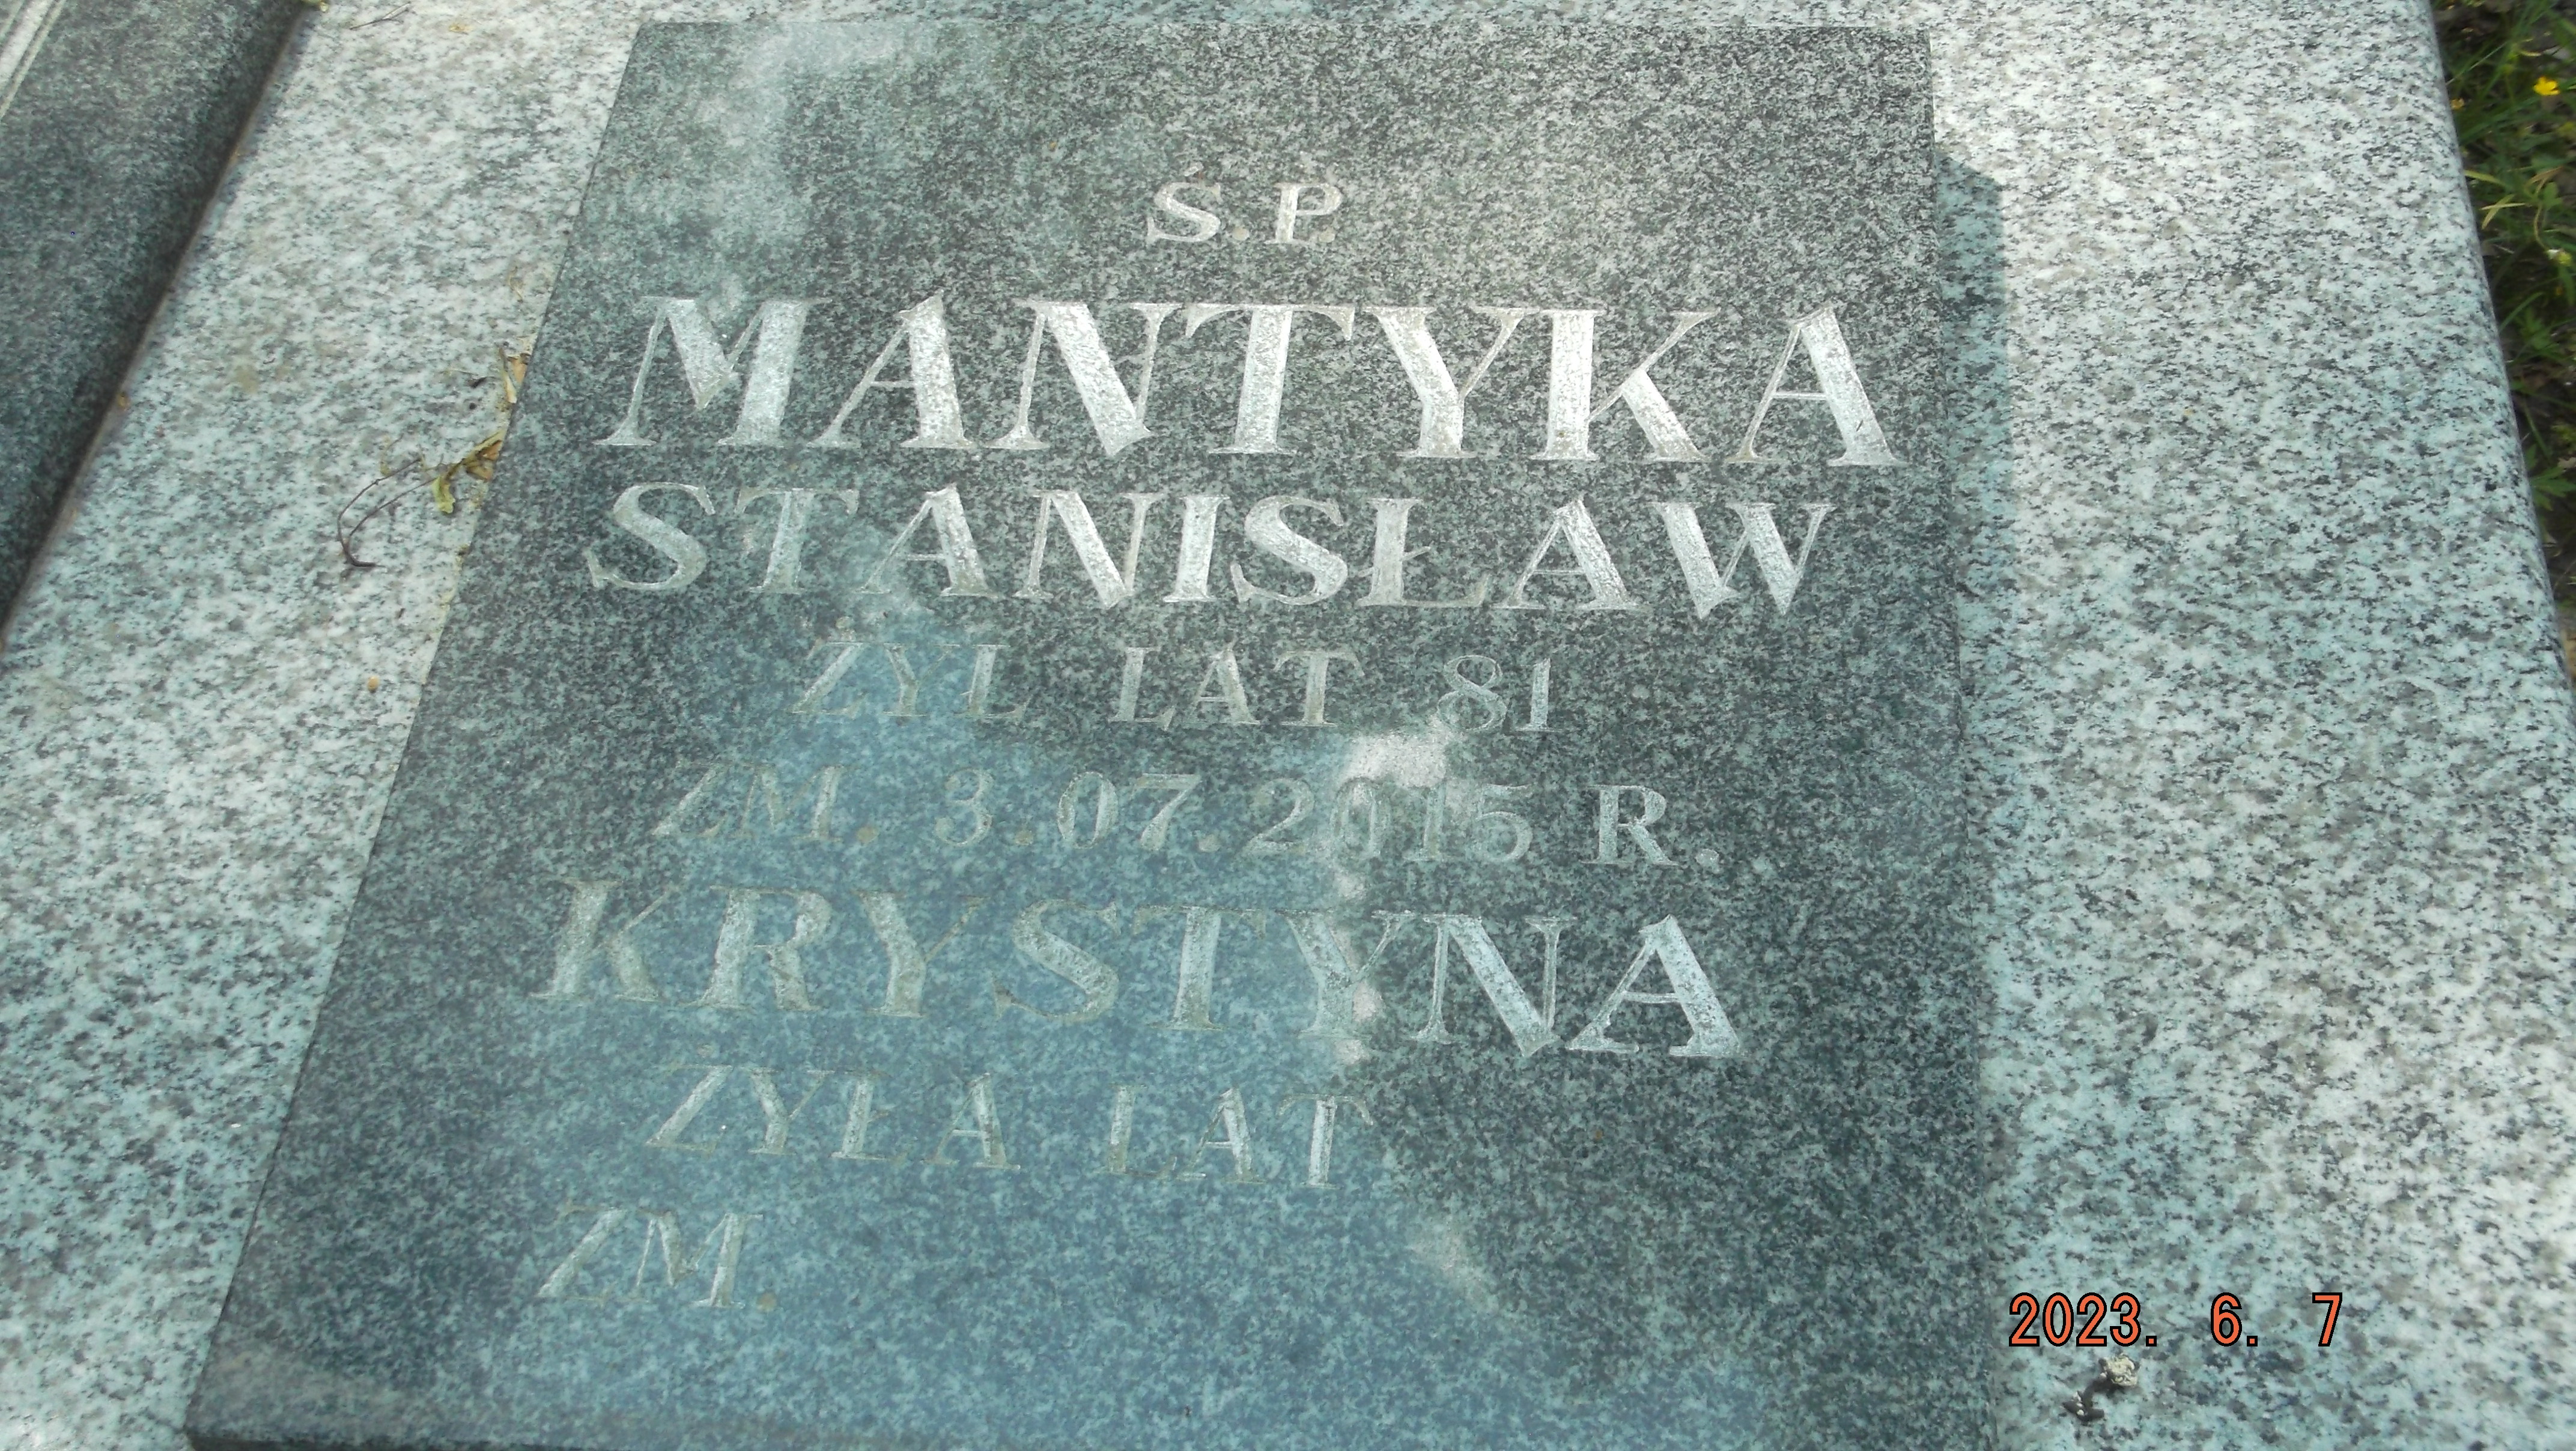 Ś.P.
MANTYKA
STANISŁAW
ŻYŁ LAT 81
ZM. 3.07.2015 R.
KRYSTYNA
ŻYŁA LAT
ZM.
2023. 6. 7